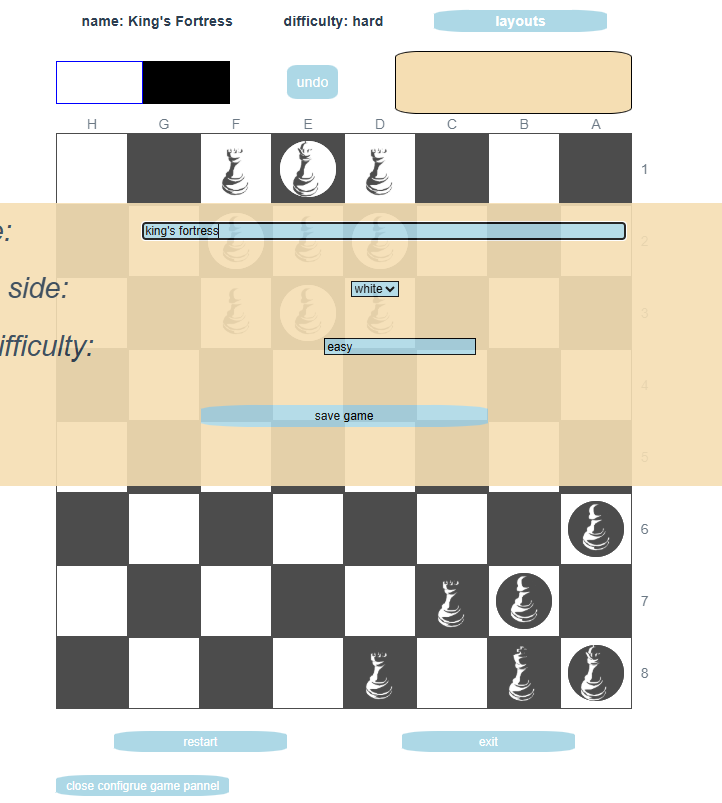 name: King's Fortress difficulty: hard layouts
undo
H G F E D C B A
1
e: king's fortress 2
side: white
3
ifficulty: easy
4
save game
5
6
7
8
restart exit
close configrue game pannel